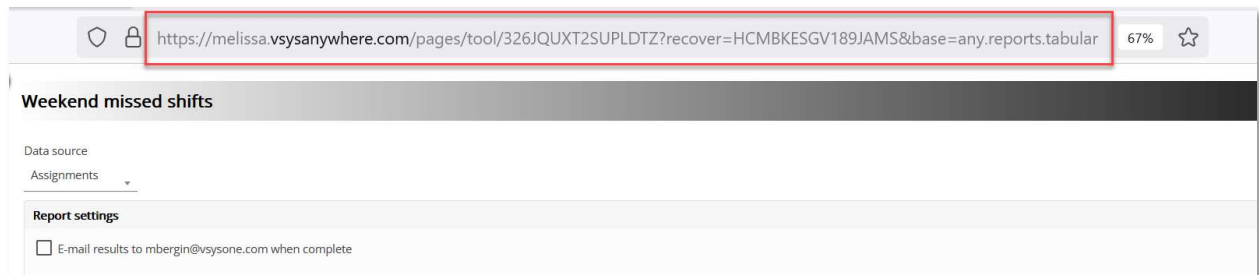 https://melissa.vsysanywhere.com/pages/tool/326JQUXT2SUPLDTZ?recover=HCMBKESGV189JAMS&base=any.reports.tabular 67%
Weekend missed shifts
Data source
Assignments
Report settings
E-mail results to mbergin@vsysone.com when complete